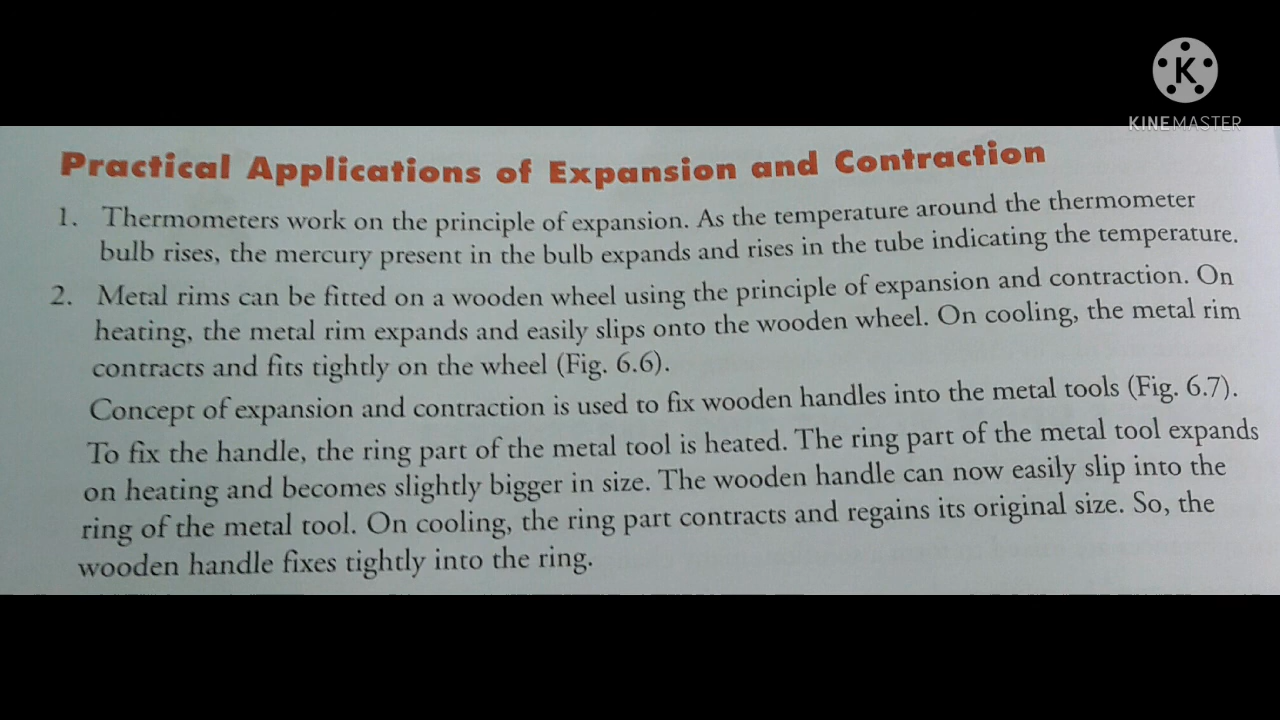 K
KINEMASTER
Practical Applications of Expansion and Contraction
1. Thermometers work on the principle of expansion. As the temperature around the thermometer
bulb rises, the mercury present in the bulb expands and rises in the tube indicating the temperature.
2. Metal rims can be fitted on a wooden wheel using the principle of expansion and contraction. On
heating, the metal rim expands and easily slips onto the wooden wheel. On cooling, the metal rim
contracts and fits tightly on the wheel (Fig. 6.6).
Concept of expansion and contraction is used to fix wooden handles into the metal tools (Fig. 6.7).
To fix the handle, the ring part of the metal tool is heated. The ring part of the metal tool expands
on heating and becomes slightly bigger in size. The wooden handle can now easily slip into the
ring of the metal tool. On cooling, the ring part contracts and regains its original size. So, the
wooden handle fixes tightly into the ring.